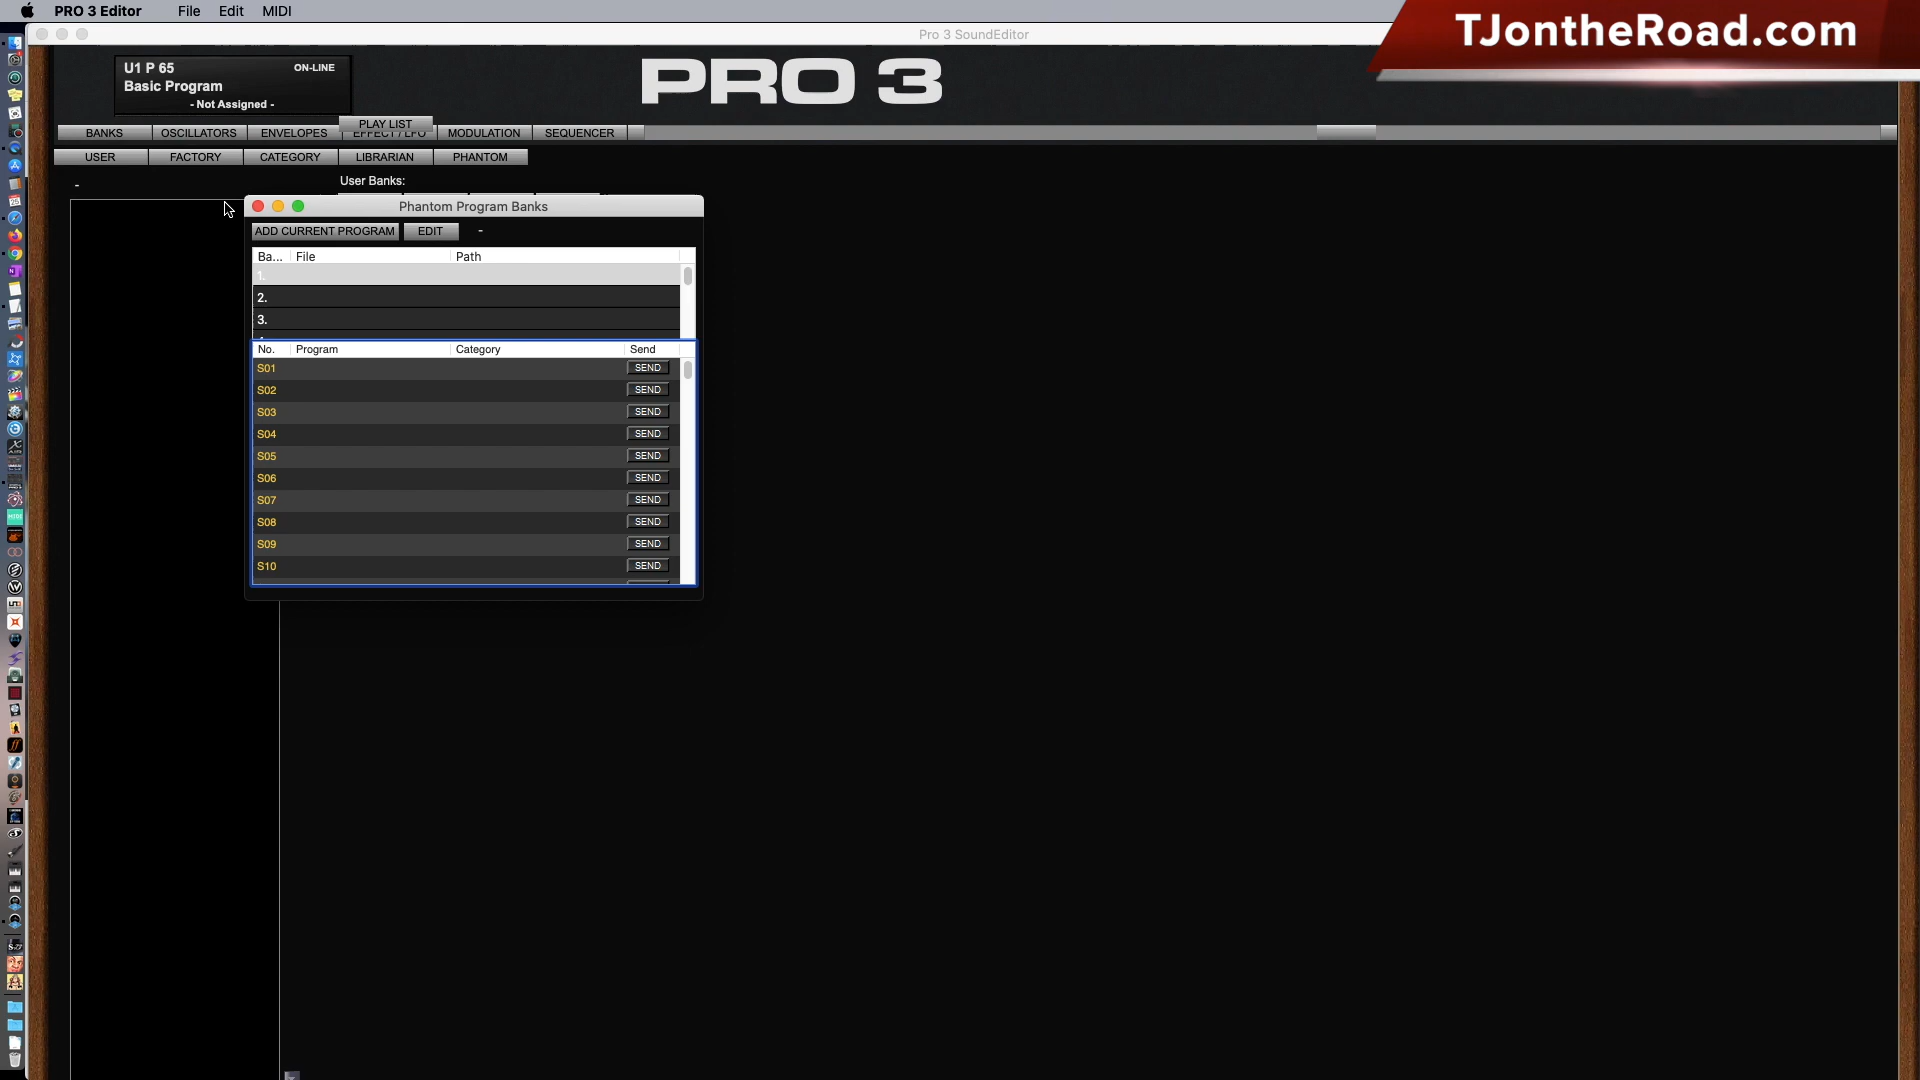 PRO 3 Editor File Edit MIDI
TJontheRoad.com
Pro 3 SoundEditor
U1 P 65 ON-LINE
Basic Program
- Not Assigned -
PRO 3
PLAY LIST
BANKS OSCILLATORS ENVELOPES EFFECT / LFO MODULATION SEQUENCER
USER FACTORY CATEGORY LIBRARIAN PHANTOM
-
User Banks:
Phantom Program Banks
ADD CURRENT PROGRAM EDIT -
Ba... File Path
1.
2.
3.
No. Program Category Send
S01 SEND
S02 SEND
S03 SEND
S04 SEND
S05 SEND
S06 SEND
S07 SEND
S08 SEND
S09 SEND
S10 SEND